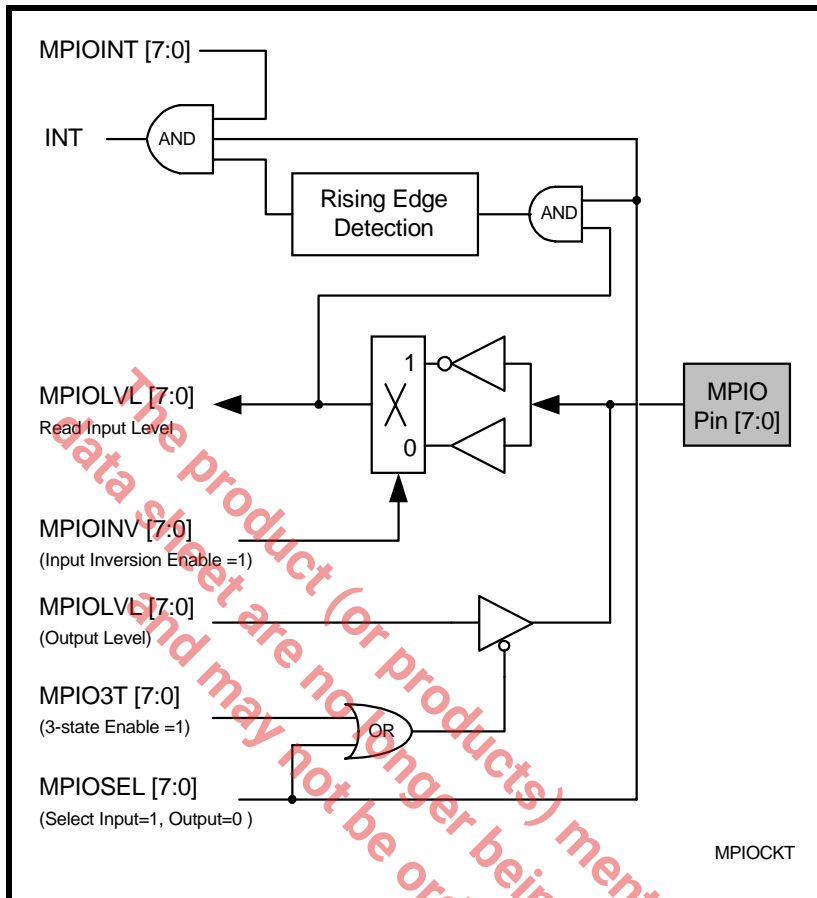 MPIOINT [7:0]
INT
AND
Rising Edge
Detection
AND
1
0
MPIOLVL [7:0]
Read Input Level
MPIO
Pin [7:0]
MPIOINV [7:0]
(Input Inversion Enable =1)
MPIOLVL [7:0]
(Output Level)
MPIO3T [7:0]
(3-state Enable =1)
OR
MPIOSEL [7:0]
(Select Input=1, Output=0 )
MPIOCKT
The product (or products) ment
data sheet are no longer bein
and may not be or